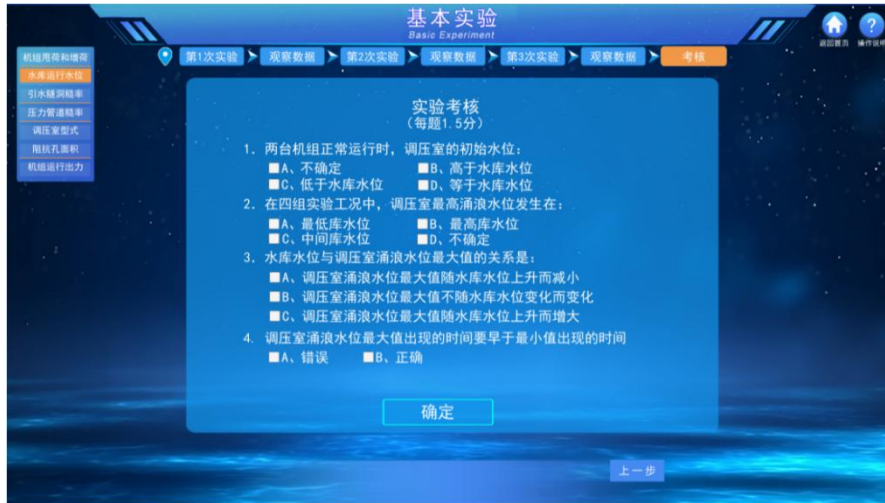 基本实验
Basic Experiment
返回首页 操作说明
第1次实验 观察数据 第2次实验 观察数据 第3次实验 观察数据 考核
机组甩荷和增荷
水库运行水位
引水隧洞糙率
压力管道糙率
调压室型式
阻抗孔面积
机组运行出力
实验考核
(每题1.5分)
1、两台机组正常运行时，调压室的初始水位：
A、不确定 B、高于水库水位
C、低于水库水位 D、等于水库水位
2、在四组实验工况中，调压室最高涌浪水位发生在：
A、最低库水位 B、最高库水位
C、中间库水位 D、不确定
3、水库水位与调压室涌浪水位最大值的关系是：
A、调压室涌浪水位最大值随水库水位上升而减小
B、调压室涌浪水位最大值不随水库水位变化而变化
C、调压室涌浪水位最大值随水库水位上升而增大
4. 调压室涌浪水位最大值出现的时间要早于最小值出现的时间
A、错误 B、正确
确定
上一步